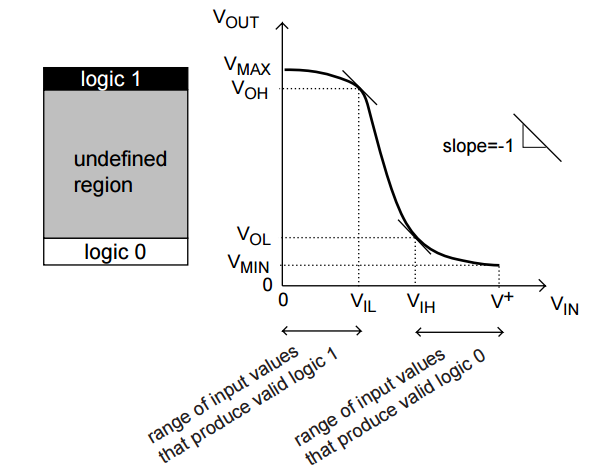 VOUT
VMAX
VOH
logic 1
undefined
region
slope=-1
VOL
logic 0
VMIN
0
0
VIL
VIH
V+
VIN
range of input values
that produce valid logic 1
range of input values
that produce valid logic 0